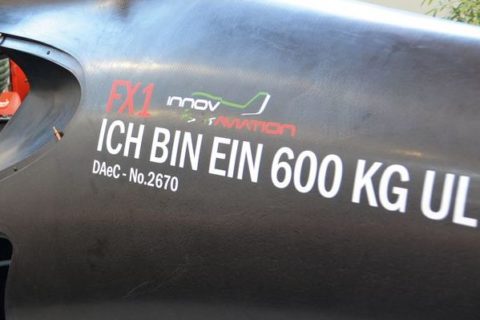 FX1 INNOV AVIATION
ICH BIN EIN 600 KG UL
DAeC - No.2670